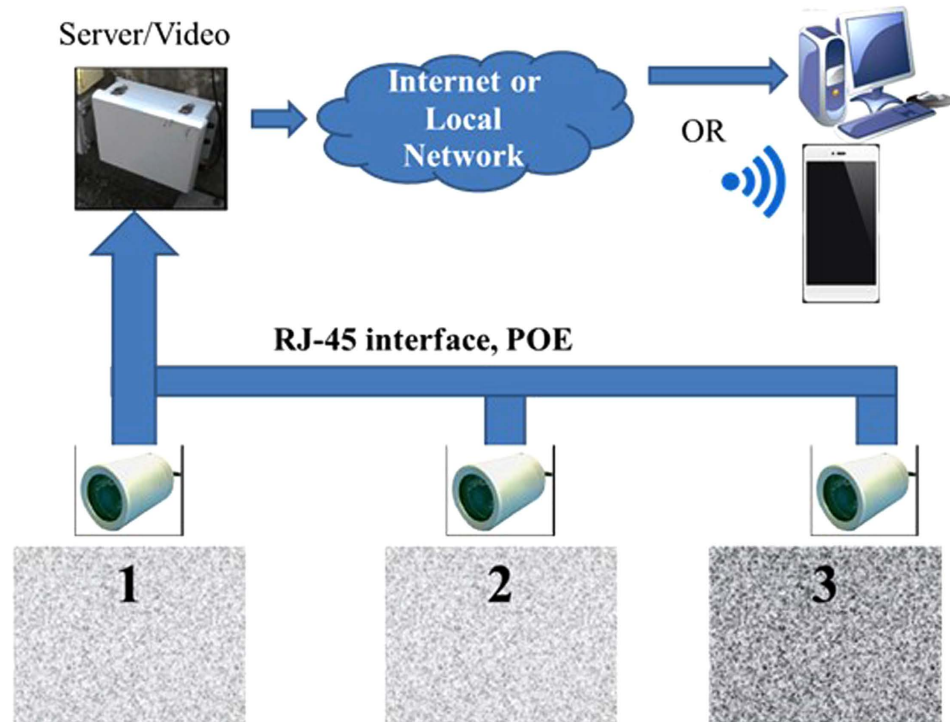 Server/Video
Internet or
Local
Network
OR
RJ-45 interface, POE
1
2
3